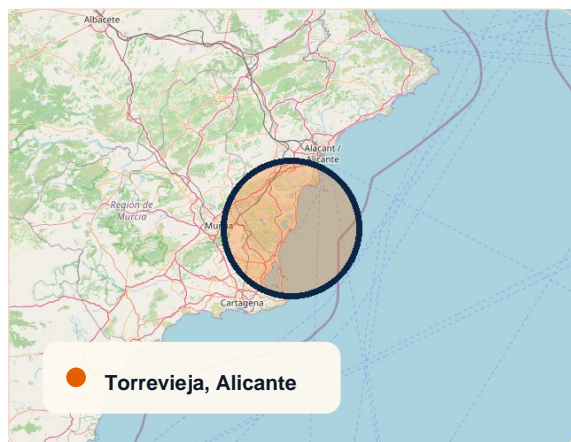 Albacete
Alacant /
Alicante
Región de
Murcia
Murcia
Cartagena
Torrevieja, Alicante